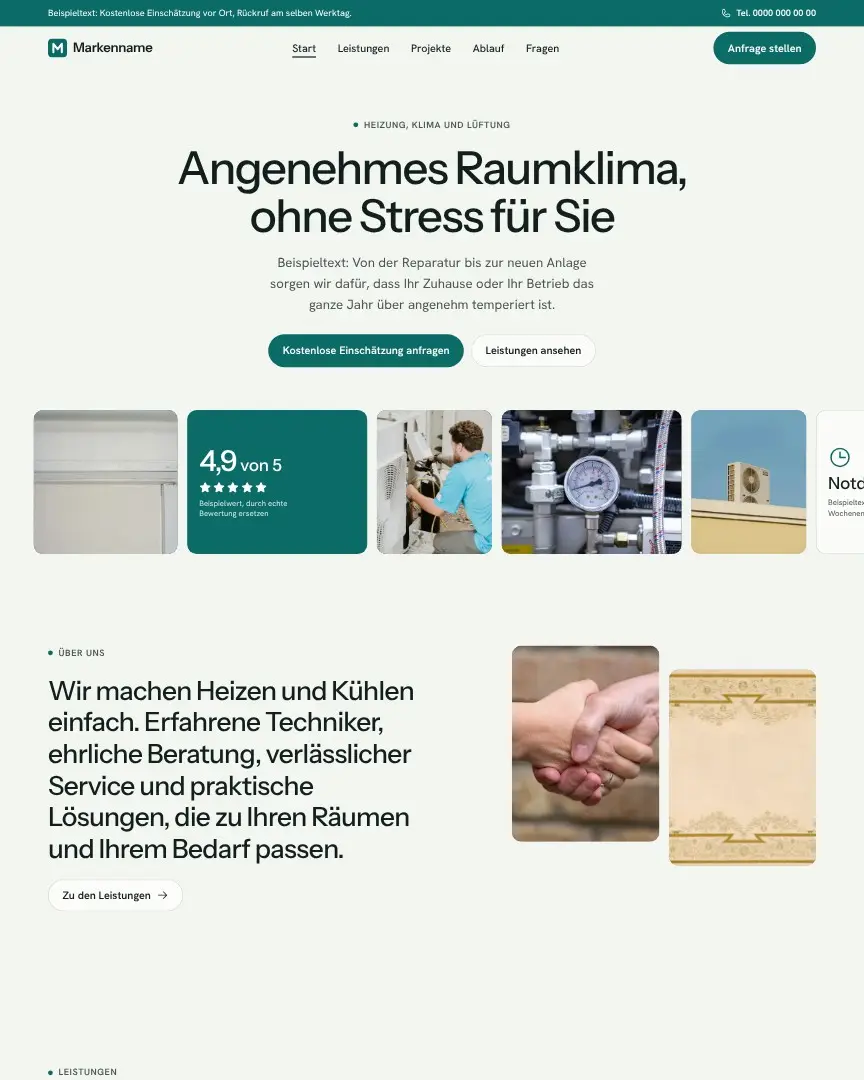 Beispieltext: Kostenlose Einschätzung vor Ort, Rückruf am selben Werktag.
Tel. 0000 000 00 00
M Markenname
Start
Leistungen
Projekte
Ablauf
Fragen
Anfrage stellen
HEIZUNG, KLIMA UND LÜFTUNG
Angenehmes Raumklima,
ohne Stress für Sie
Beispieltext: Von der Reparatur bis zur neuen Anlage
sorgen wir dafür, dass Ihr Zuhause oder Ihr Betrieb das
ganze Jahr über angenehm temperiert ist.
Kostenlose Einschätzung anfragen
Leistungen ansehen
4,9 von 5
Beispielwert, durch echte
Bewertung ersetzen
ÜBER UNS
Wir machen Heizen und Kühlen
einfach. Erfahrene Techniker,
ehrliche Beratung, verlässlicher
Service und praktische
Lösungen, die zu Ihren Räumen
und Ihrem Bedarf passen.
Zu den Leistungen
LEISTUNGEN